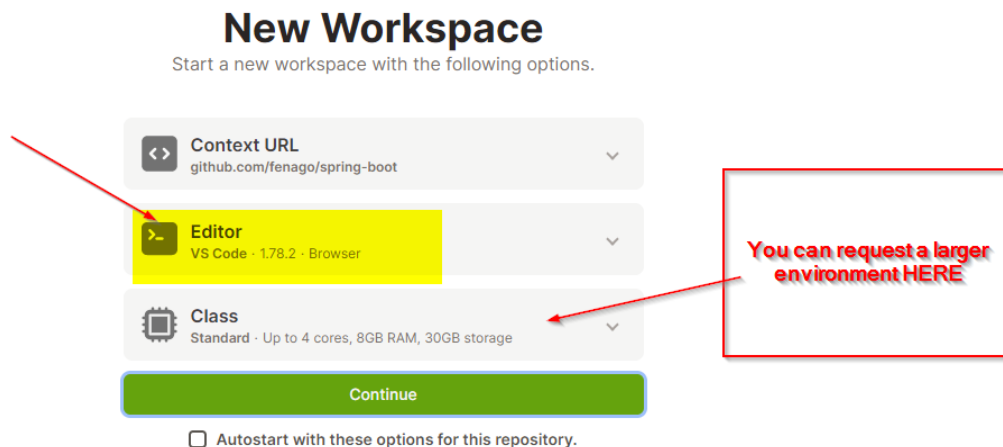 New Workspace
Start a new workspace with the following options.
Context URL
github.com/fenago/spring-boot
Editor
VS Code · 1.78.2 · Browser
You can request a larger
environment HERE
Class
Standard · Up to 4 cores, 8GB RAM, 30GB storage
Continue
Autostart with these options for this repository.